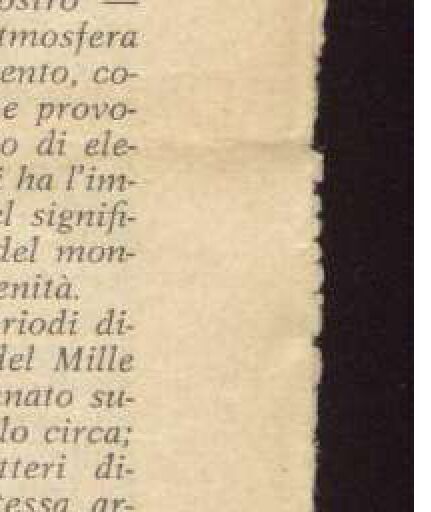 ostro —
tmosfera
ento, co-
e provo-
o di ele-
i ha l'im-
el signifi-
del mon-
enità.
riodi di-
del Mille
nato su-
lo circa;
tteri di-
tessa ar-